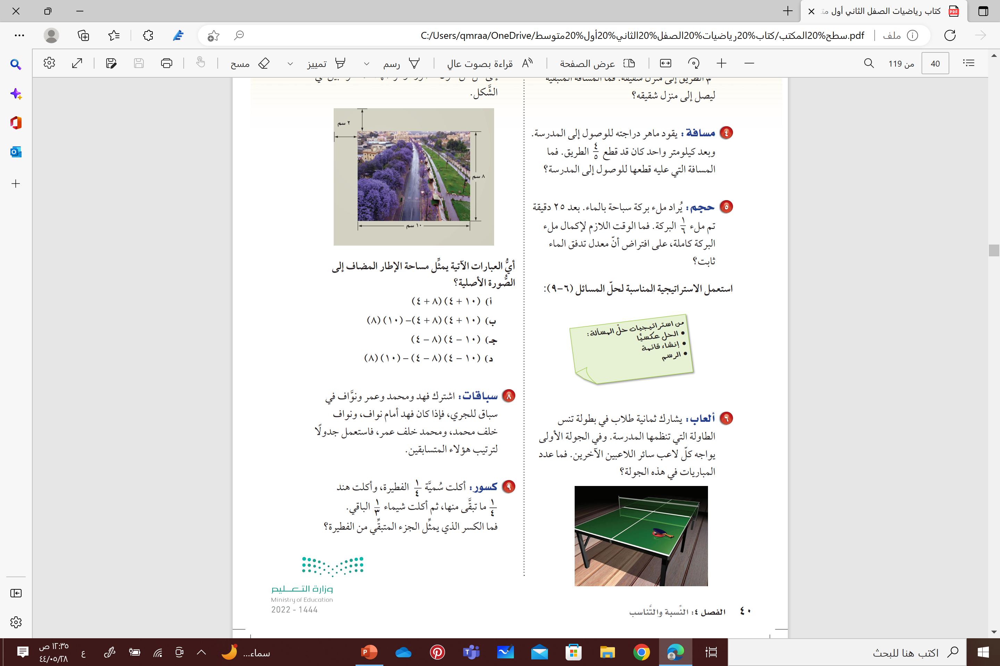 كتاب رياضيات الصفل الثاني أول
ملف
C:/Users/qmraa/OneDrive/سطح%20المكتب/كتاب%20رياضيات%20الصفل%20الثاني%20أول%20متوسط.pdf
40
من 119
عرض الصفحة
قراءة بصوت عالٍ
رسم
تمييز
مسح
٣ الطريق إلى منزل شقيقه. فما المسافة المتبقية
ليصل إلى منزل شقيقه؟
٤ مسافة: يقود ماهر دراجته للوصول إلى المدرسة.
وبعد كيلومتر واحد كان قد قطع ٤/٥ الطريق. فما
المسافة التي عليه قطعها للوصول إلى المدرسة؟
٥ حجم: يُراد ملء بركة سباحة بالماء. بعد ٢٥ دقيقة
تم ملء ١/٦ البركة. فما الوقت اللازم لإكمال ملء
البركة كاملة، على افتراض أنّ معدل تدفق الماء
ثابت؟
استعمل الاستراتيجية المناسبة لحلّ المسائل (٦-٩):
من استراتيجيات حلّ المسألة:
• الحل عكسيًّا
• إنشاء قائمة
• الرسم
٦ ألعاب: يشارك ثمانية طلاب في بطولة تنس
الطاولة التي تنظمها المدرسة. وفي الجولة الأولى
يواجه كلّ لاعب سائر اللاعبين الآخرين. فما عدد
المباريات في هذه الجولة؟
الشَّكل.
٢ سم
٨ سم
١٠ سم
أيُّ العبارات الآتية يمثِّل مساحة الإطار المضاف إلى
الصُّورة الأصلية؟
أ) (١٠ + ٤)(٨ + ٤)
ب) (١٠ + ٤)(٨ + ٤)– (١٠)(٨)
جـ) (١٠ – ٤)(٨ – ٤)
د) (١٠ – ٤)(٨ – ٤) – (١٠)(٨)
٨ سباقات: اشترك فهد ومحمد وعمر ونوَّاف في
سباق للجري، فإذا كان فهد أمام نواف، ونواف
خلف محمد، ومحمد خلف عمر، فاستعمل جدولًا
لترتيب هؤلاء المتسابقين.
٩ كسور: أكلت سُميَّة ١/٤ الفطيرة، وأكلت هند
١/٤ ما تبقَّى منها، ثم أكلت شيماء ١/٣ الباقي.
فما الكسر الذي يمثِّل الجزء المتبقِّي من الفطيرة؟
وزارة التعليم
Ministry of Education
2022 - 1444
٤٠ الفصل ٤: النِّسبة والتَّناسب
اكتب هنا للبحث
سماء...
ع
١٢:٣٥ ص
٤٤/٠٥/٢٨